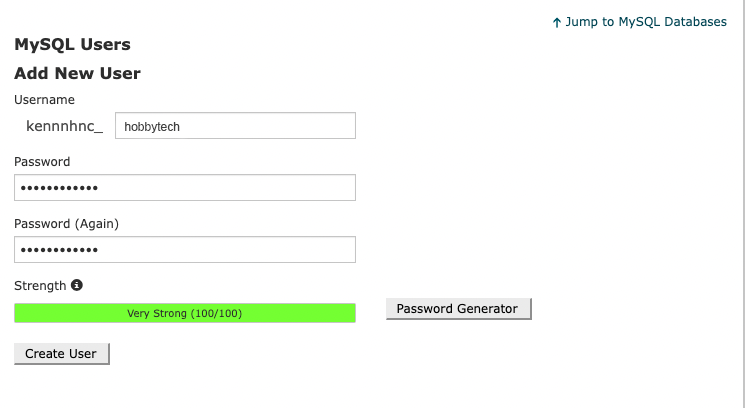 ↑ Jump to MySQL Databases
MySQL Users
Add New User
Username
kennnhnc_ hobbytech
Password
••••••••••••
Password (Again)
••••••••••••
Strength
Very Strong (100/100) Password Generator
Create User